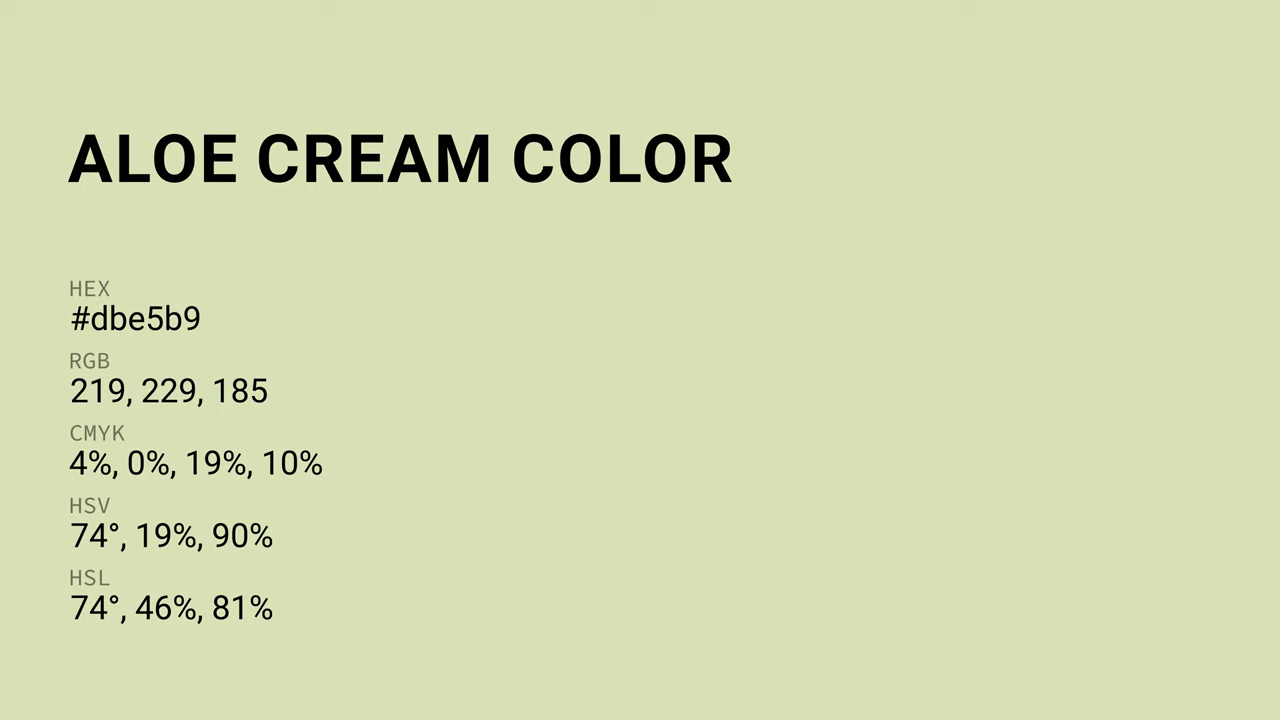 ALOE CREAM COLOR
HEX
#dbe5b9
RGB
219, 229, 185
CMYK
4%, 0%, 19%, 10%
HSV
74°, 19%, 90%
HSL
74°, 46%, 81%